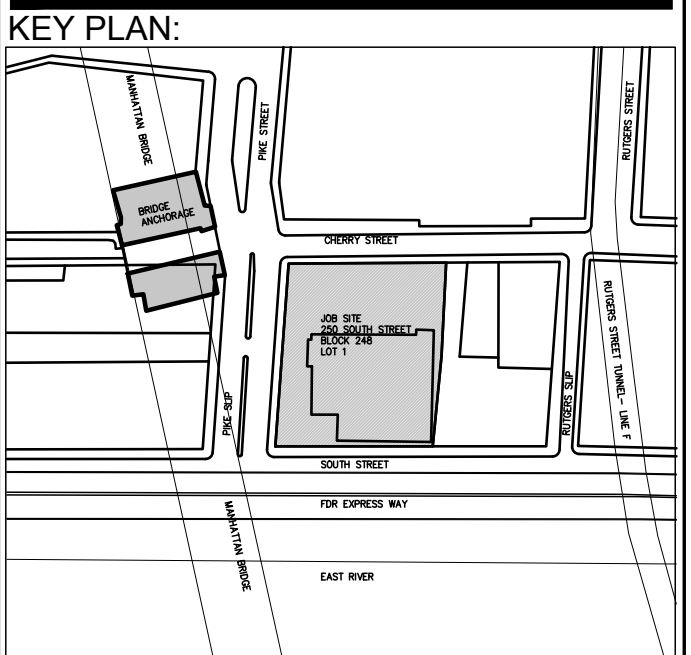 KEY PLAN:
MANHATTAN BRIDGE
PIKE STREET
RUTGERS STREET
BRIDGE
ANCHORAGE
CHERRY STREET
JOB SITE
250 SOUTH STREET
BLOCK 248
LOT 1
RUTGERS STREET TUNNEL- LINE F
PIKE SLIP
RUTGERS SLIP
SOUTH STREET
FDR EXPRESS WAY
MANHATTAN BRIDGE
EAST RIVER